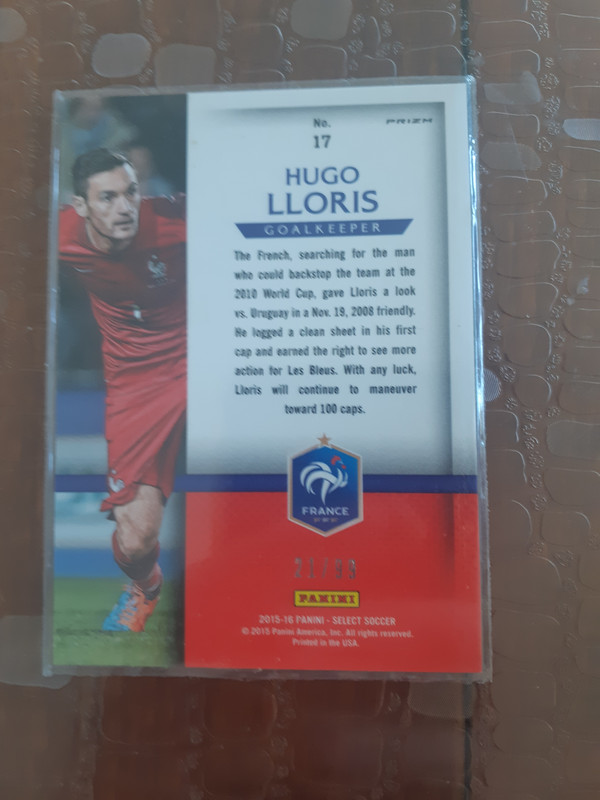 No.
17
PRIZM
HUGO
LLORIS
GOALKEEPER
The French, searching for the man
who could backstop the team at the
2010 World Cup, gave Lloris a look
vs. Uruguay in a Nov. 19, 2008 friendly.
He logged a clean sheet in his first
cap and earned the right to see more
action for Les Bleus. With any luck,
Lloris will continue to maneuver
toward 100 caps.
FRANCE
PANINI
2015-16 PANINI - SELECT SOCCER
© 2015 Panini America, Inc. All rights reserved.
Printed in the USA.